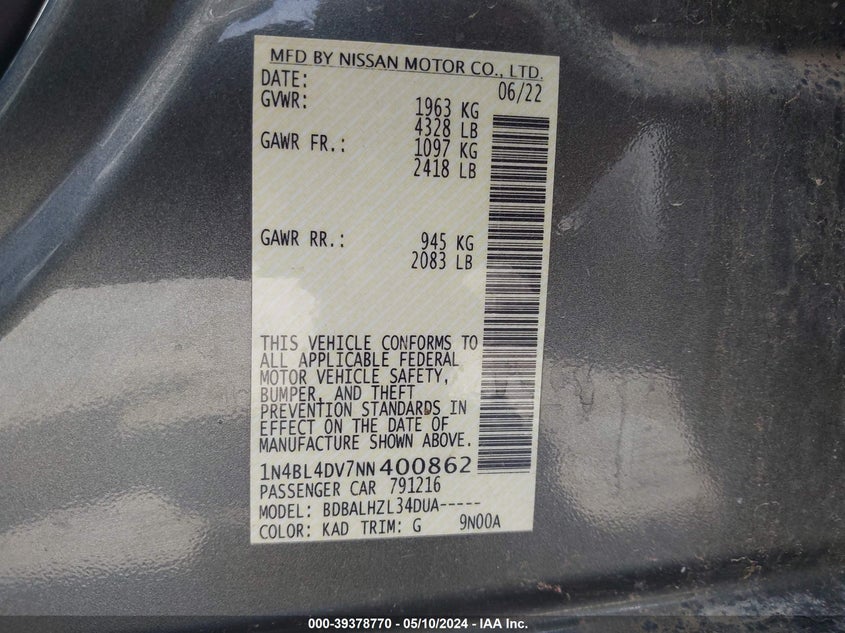 MFD BY NISSAN MOTOR CO., LTD.
DATE: 06/22
GVWR: 1963 KG
4328 LB
GAWR FR.: 1097 KG
2418 LB
GAWR RR.: 945 KG
2083 LB
THIS VEHICLE CONFORMS TO
ALL APPLICABLE FEDERAL
MOTOR VEHICLE SAFETY,
BUMPER, AND THEFT
PREVENTION STANDARDS IN
EFFECT ON THE DATE OF
MANUFACTURE SHOWN ABOVE.
1N4BL4DV7NN400862
PASSENGER CAR 791216
MODEL: BDBALHZL34DUA-----
COLOR: KAD TRIM: G 9N00A
000-39378770 - 05/10/2024 - IAA Inc.